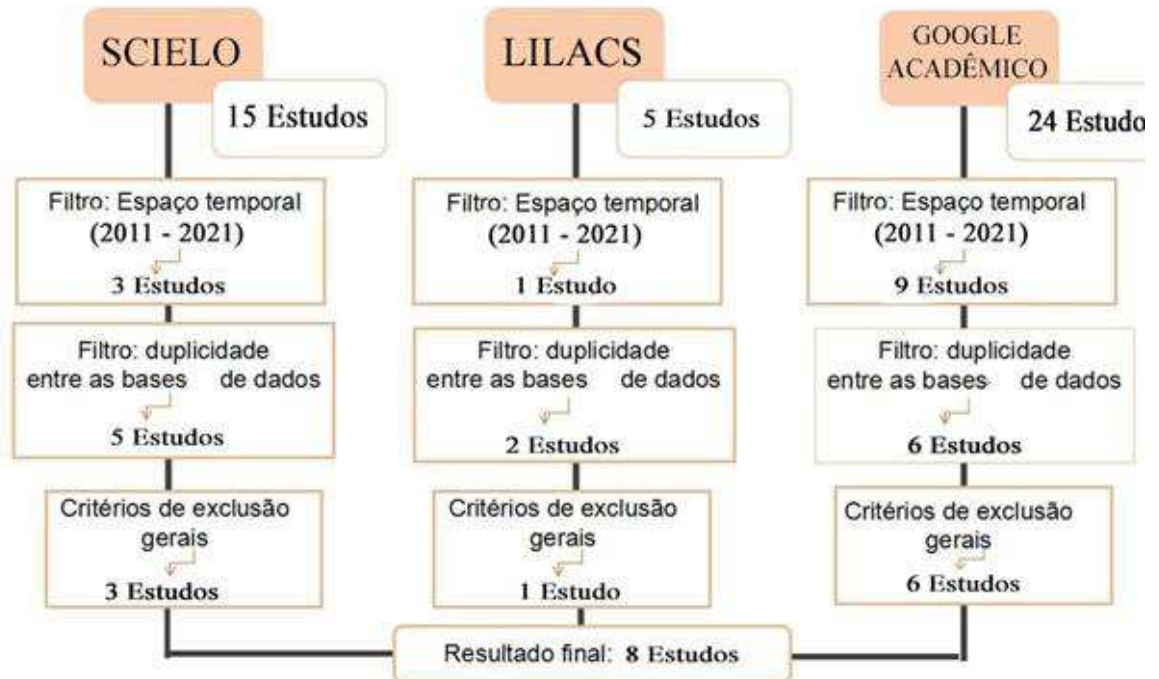 SCIELO
15 Estudos
Filtro: Espaço temporal
(2011 - 2021)
3 Estudos
Filtro: duplicidade
entre as bases de dados
5 Estudos
Critérios de exclusão
gerais
3 Estudos
LILACS
5 Estudos
Filtro: Espaço temporal
(2011 - 2021)
1 Estudo
Filtro: duplicidade
entre as bases de dados
2 Estudos
Critérios de exclusão
gerais
1 Estudo
GOOGLE
ACADÊMICO
24 Estudo
Filtro: Espaço temporal
(2011 - 2021)
9 Estudos
Filtro: duplicidade
entre as bases de dados
6 Estudos
Critérios de exclusão
gerais
6 Estudos
Resultado final: 8 Estudos